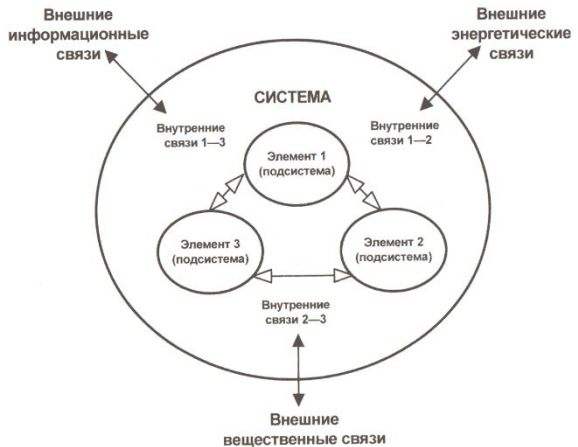 Внешние
информационные
связи
Внешние
энергетические
связи
СИСТЕМА
Внутренние
связи 1—3
Внутренние
связи 1—2
Элемент 1
(подсистема)
Элемент 3
(подсистема)
Элемент 2
(подсистема)
Внутренние
связи 2—3
Внешние
вещественные связи